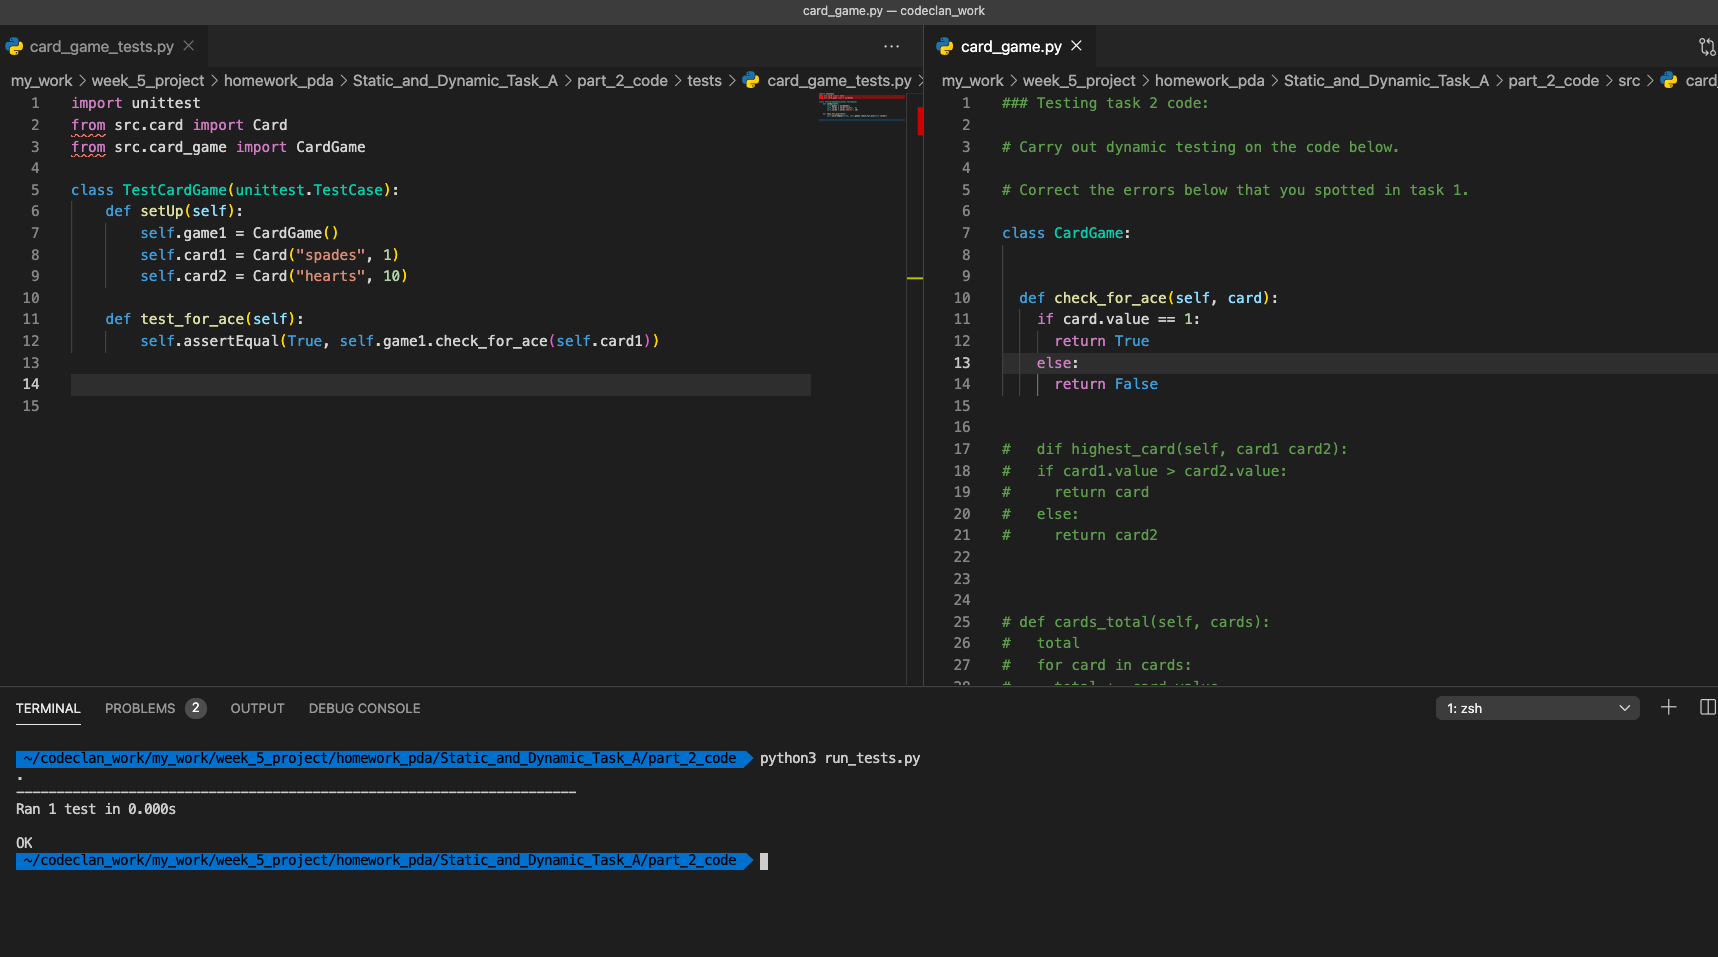 card_game.py — codeclan_work
card_game_tests.py
my_work > week_5_project > homework_pda > Static_and_Dynamic_Task_A > part_2_code > tests > card_game_tests.py >
1 import unittest
2 from src.card import Card
3 from src.card_game import CardGame
4
5 class TestCardGame(unittest.TestCase):
6     def setUp(self):
7         self.game1 = CardGame()
8         self.card1 = Card("spades", 1)
9         self.card2 = Card("hearts", 10)
10
11     def test_for_ace(self):
12         self.assertEqual(True, self.game1.check_for_ace(self.card1))
13
14
15
card_game.py
my_work > week_5_project > homework_pda > Static_and_Dynamic_Task_A > part_2_code > src > card
1 ### Testing task 2 code:
2
3 # Carry out dynamic testing on the code below.
4
5 # Correct the errors below that you spotted in task 1.
6
7 class CardGame:
8
9
10   def check_for_ace(self, card):
11     if card.value == 1:
12       return True
13     else:
14       return False
15
16
17 #   dif highest_card(self, card1 card2):
18 #   if card1.value > card2.value:
19 #     return card
20 #   else:
21 #     return card2
22
23
24
25 # def cards_total(self, cards):
26 #   total
27 #   for card in cards:
TERMINAL PROBLEMS 2 OUTPUT DEBUG CONSOLE 1: zsh
~/codeclan_work/my_work/week_5_project/homework_pda/Static_and_Dynamic_Task_A/part_2_code python3 run_tests.py
.
----------------------------------------------------------------------
Ran 1 test in 0.000s
OK
~/codeclan_work/my_work/week_5_project/homework_pda/Static_and_Dynamic_Task_A/part_2_code